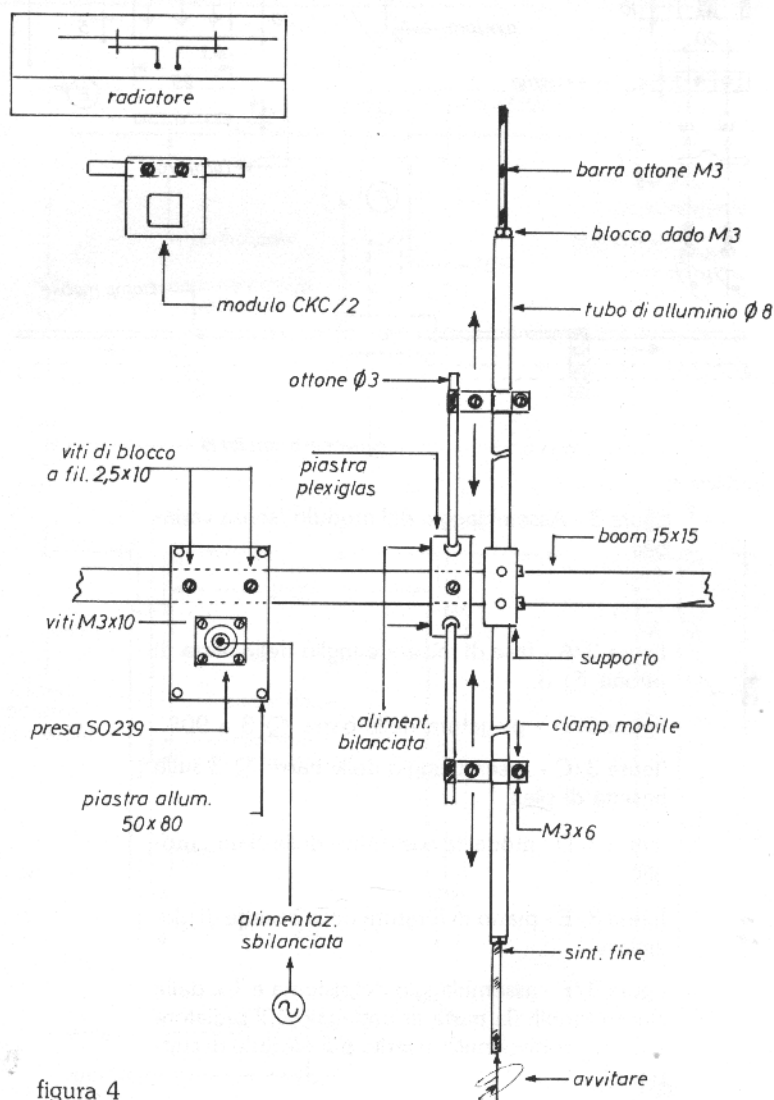 radiatore
modulo CKC/2
barra ottone M3
blocco dado M3
tubo di alluminio Ø 8
ottone Ø3
viti di blocco
a fil. 2,5x10
piastra
plexiglas
boom 15x15
viti M3x10
supporto
presa SO239
aliment.
bilanciata
clamp mobile
piastra allum.
50x80
M3x6
alimentaz.
sbilanciata
sint. fine
avvitare
figura 4